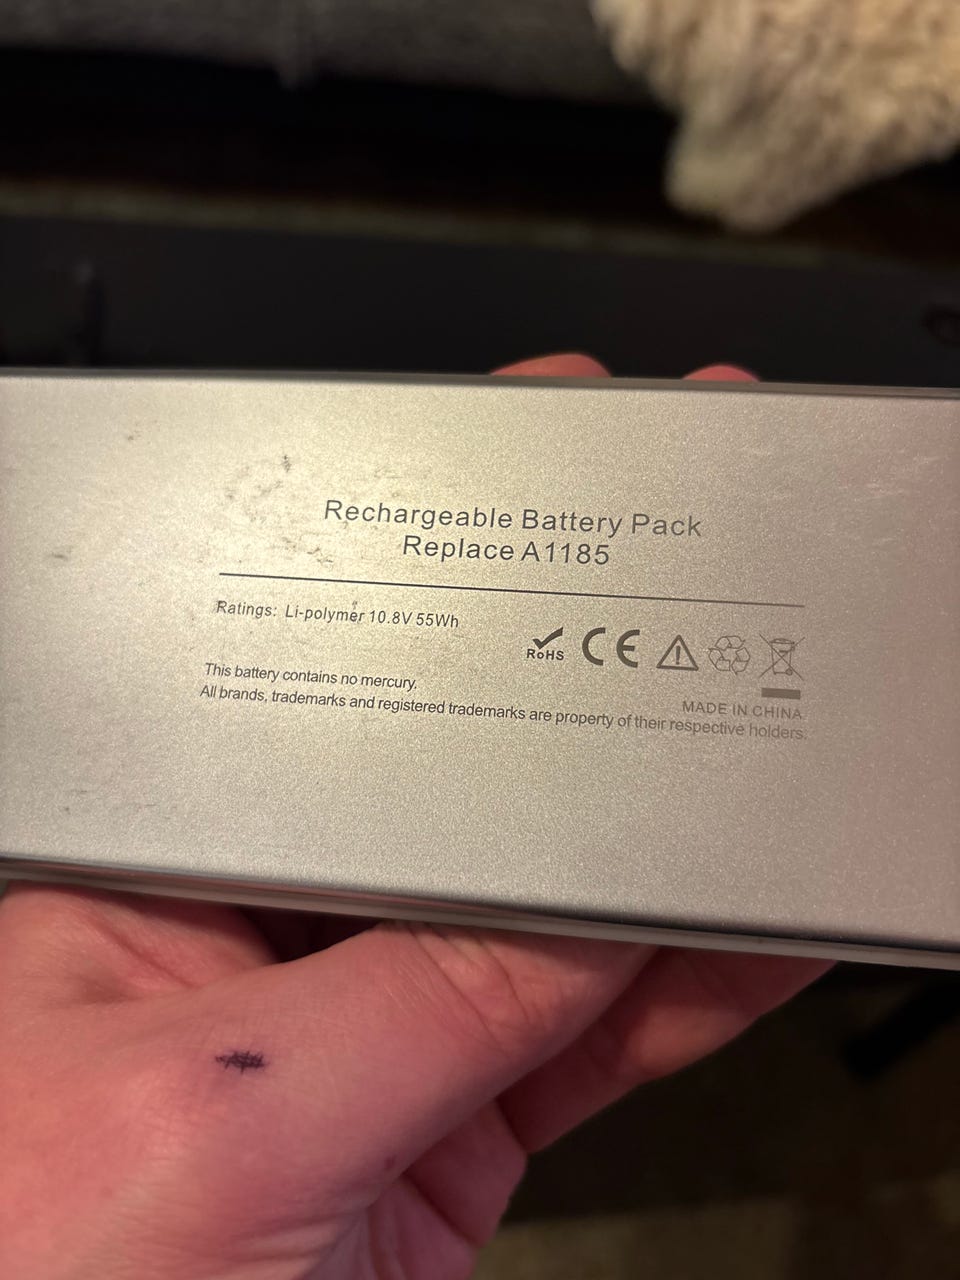 Rechargeable Battery Pack
Replace A1185
Ratings: Li-polymer 10.8V 55Wh
RoHS CE
This battery contains no mercury.
MADE IN CHINA
All brands, trademarks and registered trademarks are property of their respective holders.